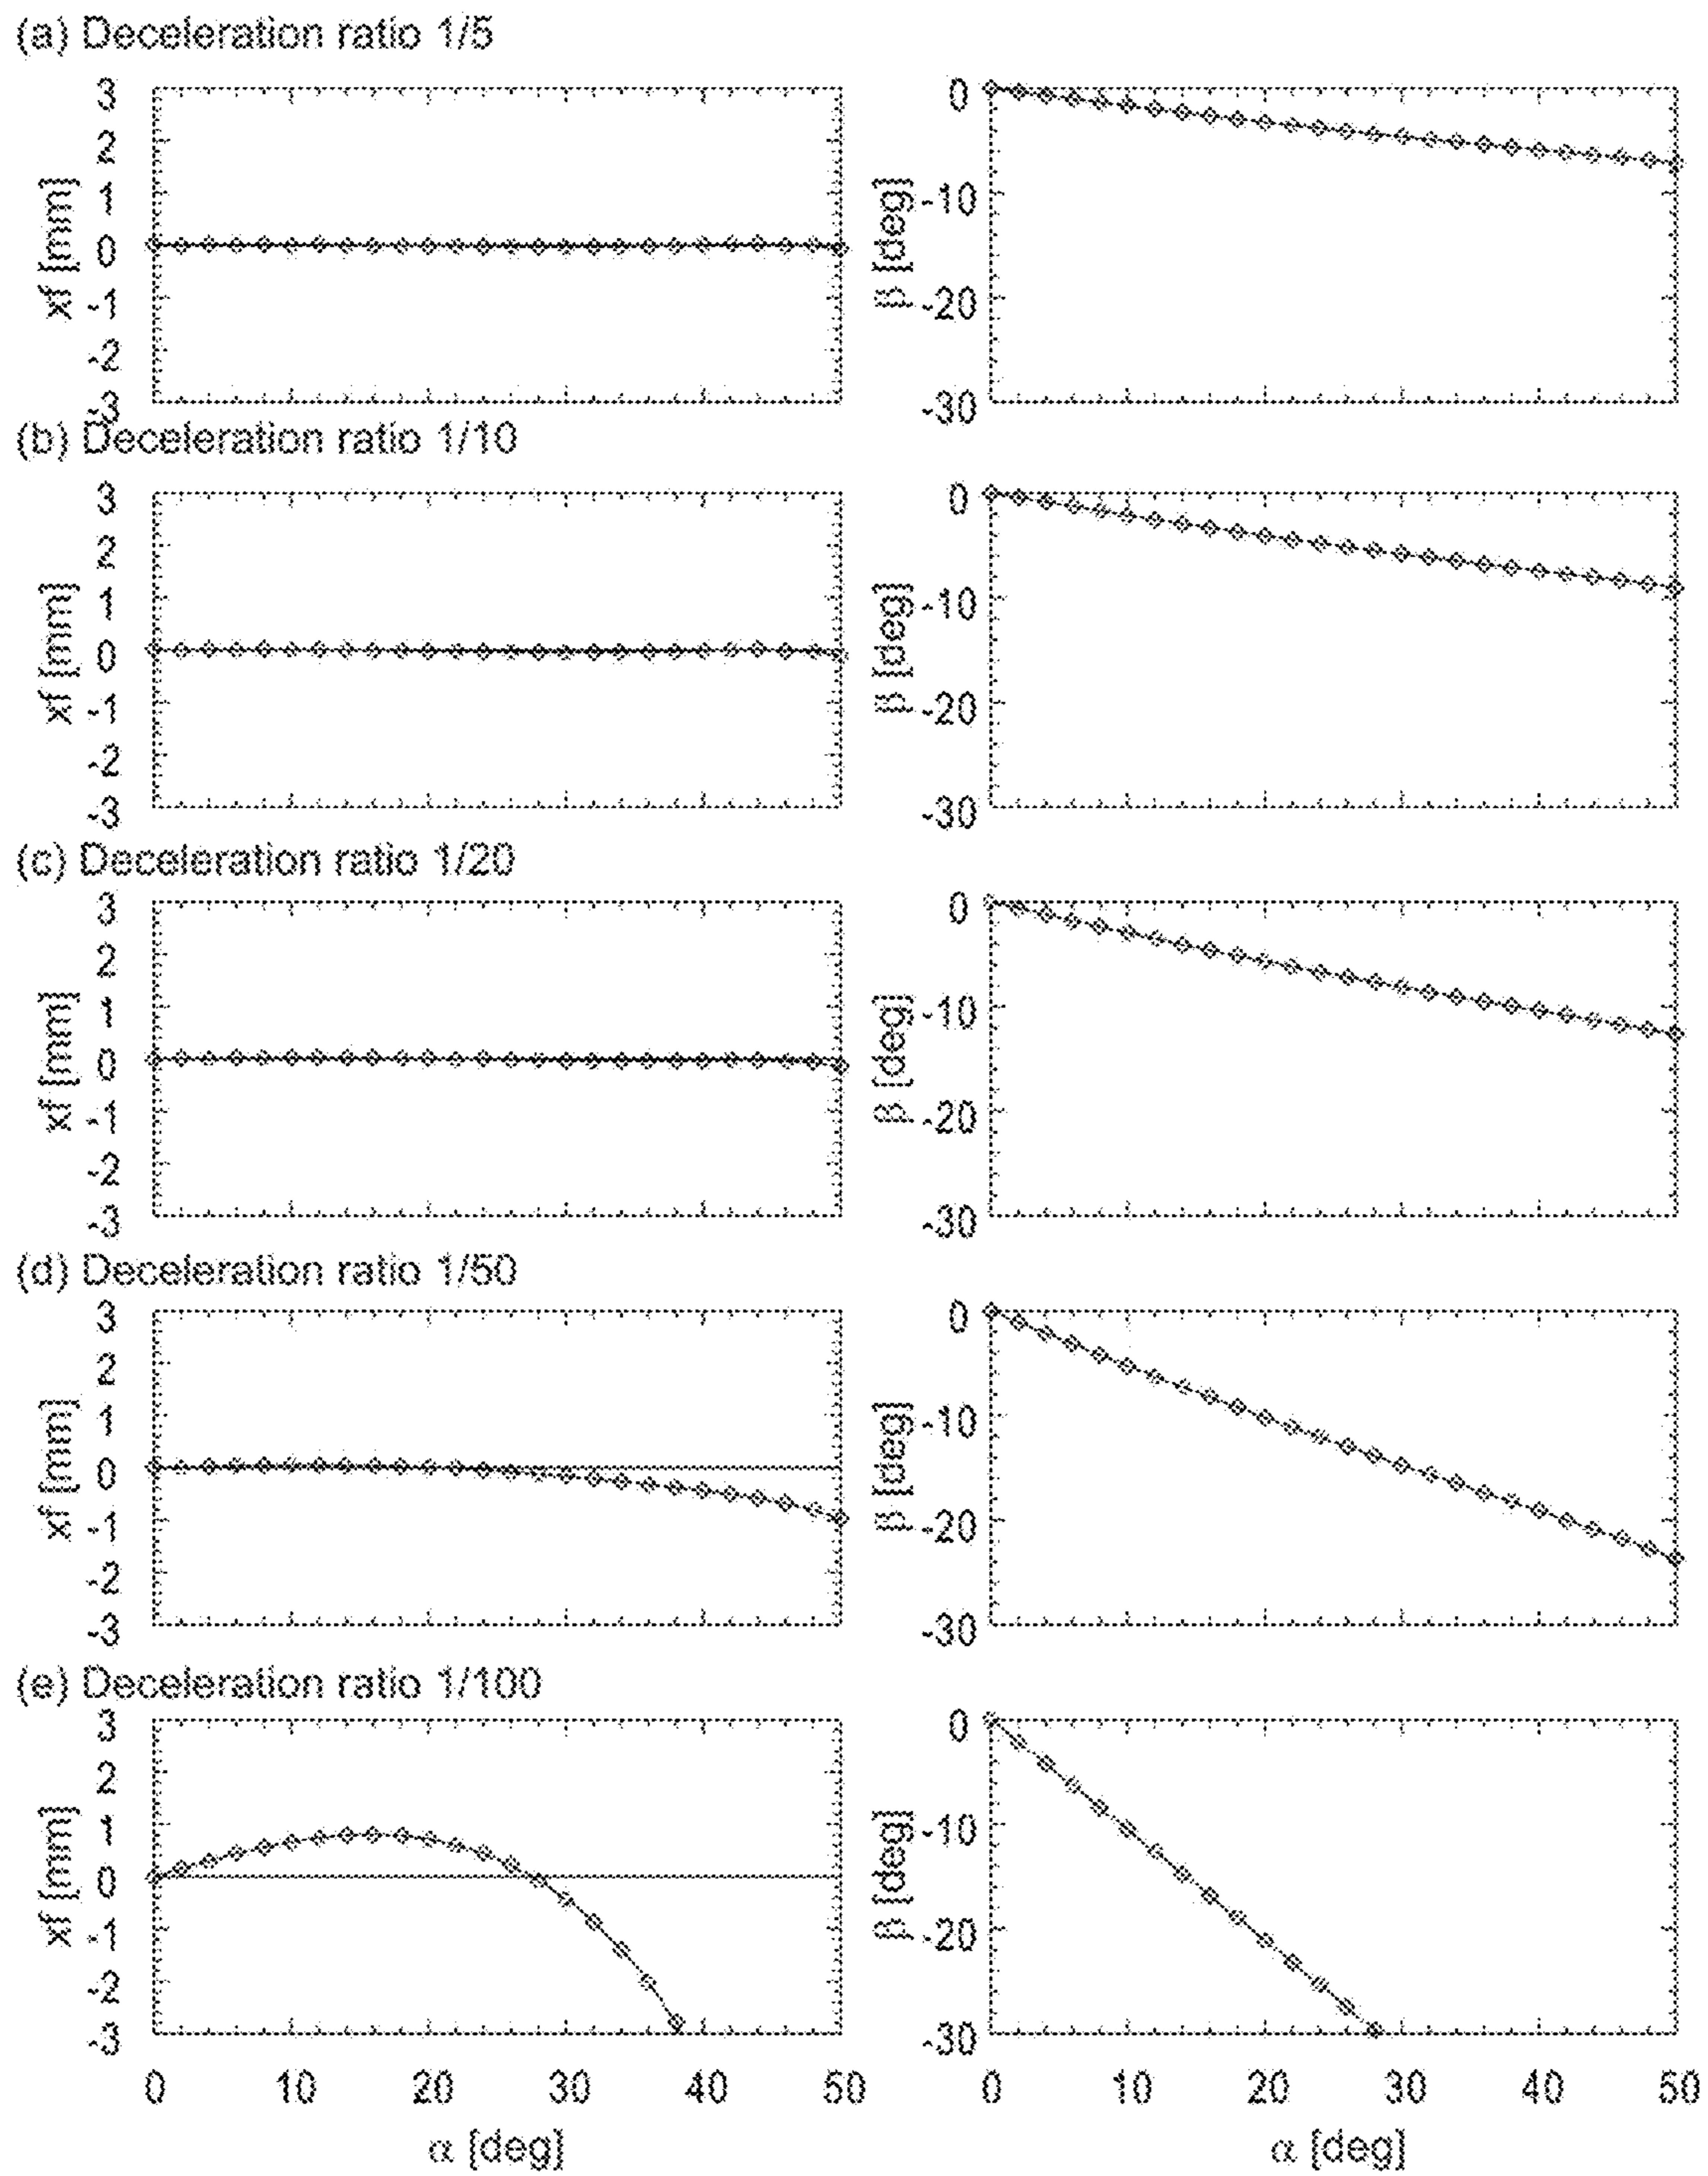 (a) Deceleration ratio 1/5
3
2
1
0
-1
-2
-3
xf [mm]
0
-10
-20
-30
β [deg]
(b) Deceleration ratio 1/10
3
2
1
0
-1
-2
-3
xf [mm]
0
-10
-20
-30
β [deg]
(c) Deceleration ratio 1/20
3
2
1
0
-1
-2
-3
xf [mm]
0
-10
-20
-30
β [deg]
(d) Deceleration ratio 1/50
3
2
1
0
-1
-2
-3
xf [mm]
0
-10
-20
-30
β [deg]
(e) Deceleration ratio 1/100
3
2
1
0
-1
-2
-3
xf [mm]
0
-10
-20
-30
β [deg]
0 10 20 30 40 50
0 10 20 30 40 50
α [deg]
α [deg]